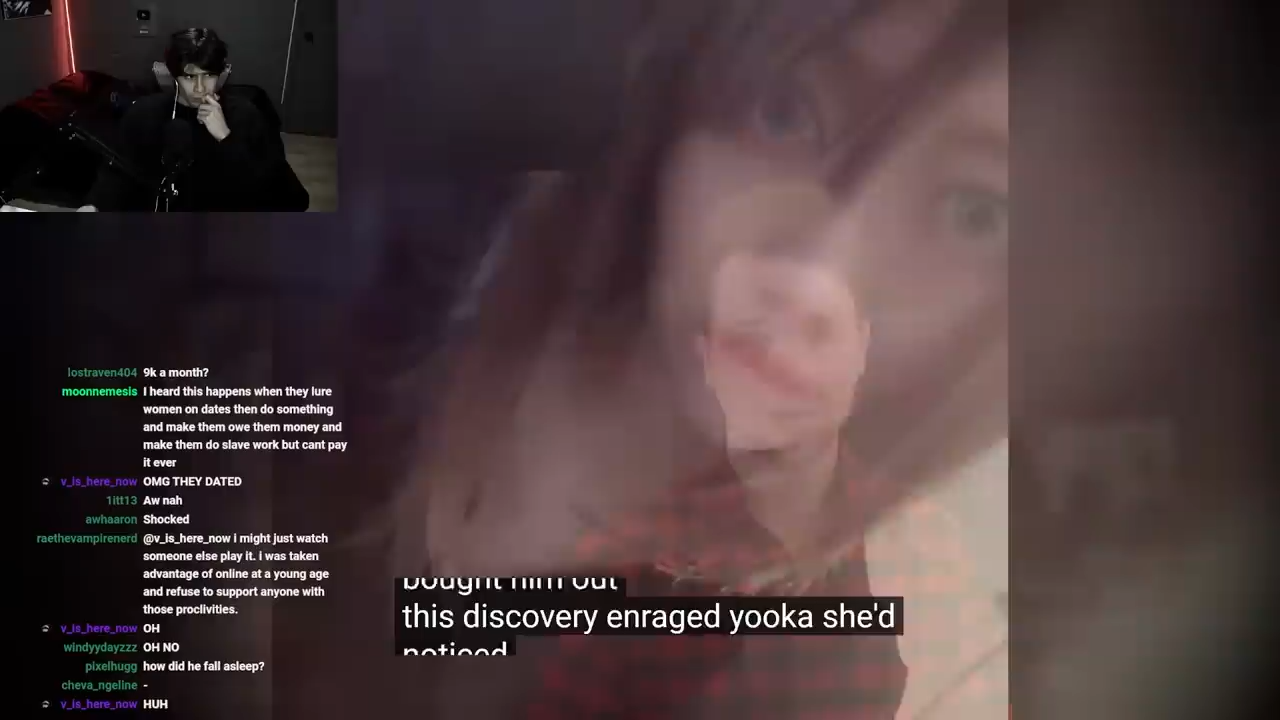 lostraven404 9k a month?
moonnemesis I heard this happens when they lure
women on dates then do something
and make them owe them money and
make them do slave work but cant pay
it ever
v_is_here_now OMG THEY DATED
1itt13 Aw nah
awhaaron Shocked
raethevampirenerd @v_is_here_now i might just watch
someone else play it. i was taken
advantage of online at a young age
and refuse to support anyone with
those proclivities.
v_is_here_now OH
windyydayzzz OH NO
pixelhugg how did he fall asleep?
cheva_ngeline -
v_is_here_now HUH
bought him out
this discovery enraged yooka she'd
noticed